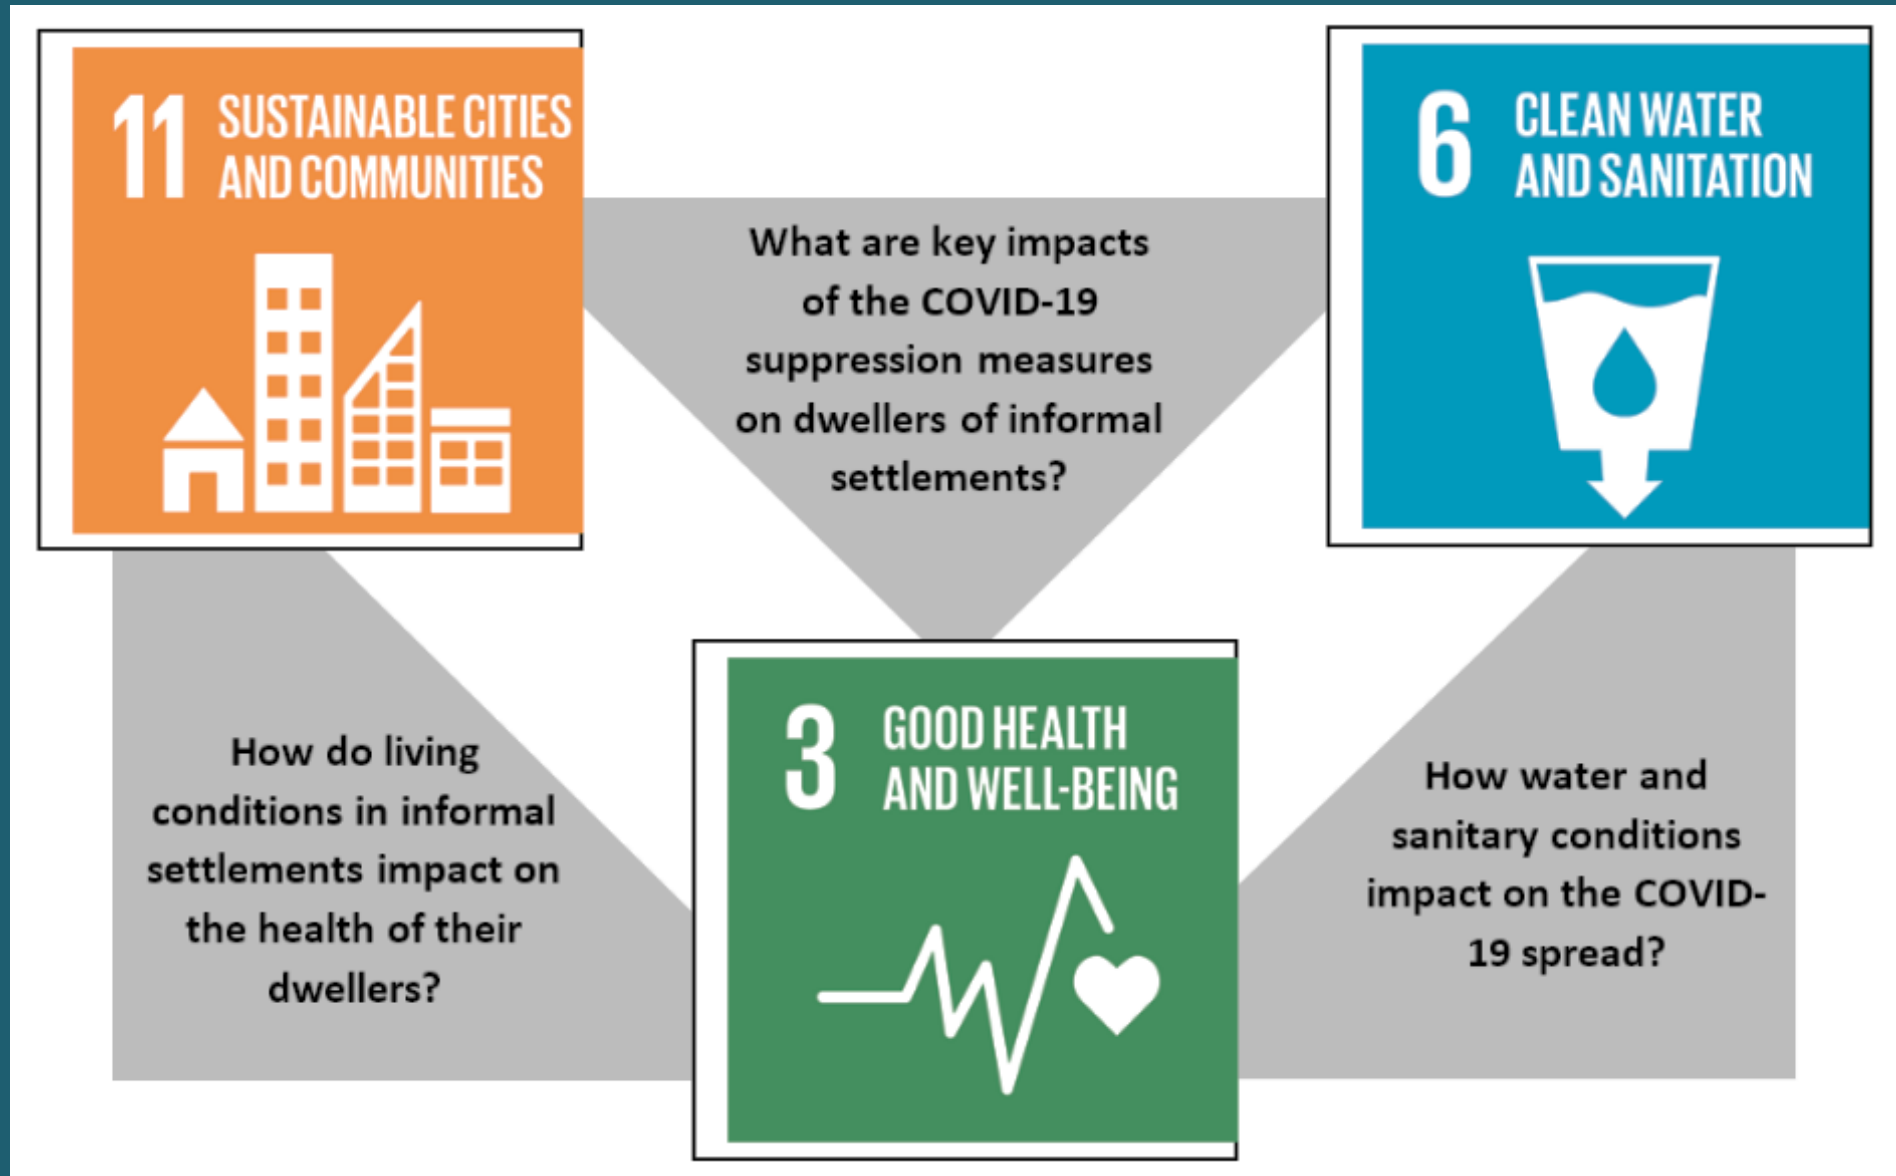 11 SUSTAINABLE CITIES
AND COMMUNITIES
6 CLEAN WATER
AND SANITATION
What are key impacts
of the COVID-19
suppression measures
on dwellers of informal
settlements?
3 GOOD HEALTH
AND WELL-BEING
How do living
conditions in informal
settlements impact on
the health of their
dwellers?
How water and
sanitary conditions
impact on the COVID-
19 spread?